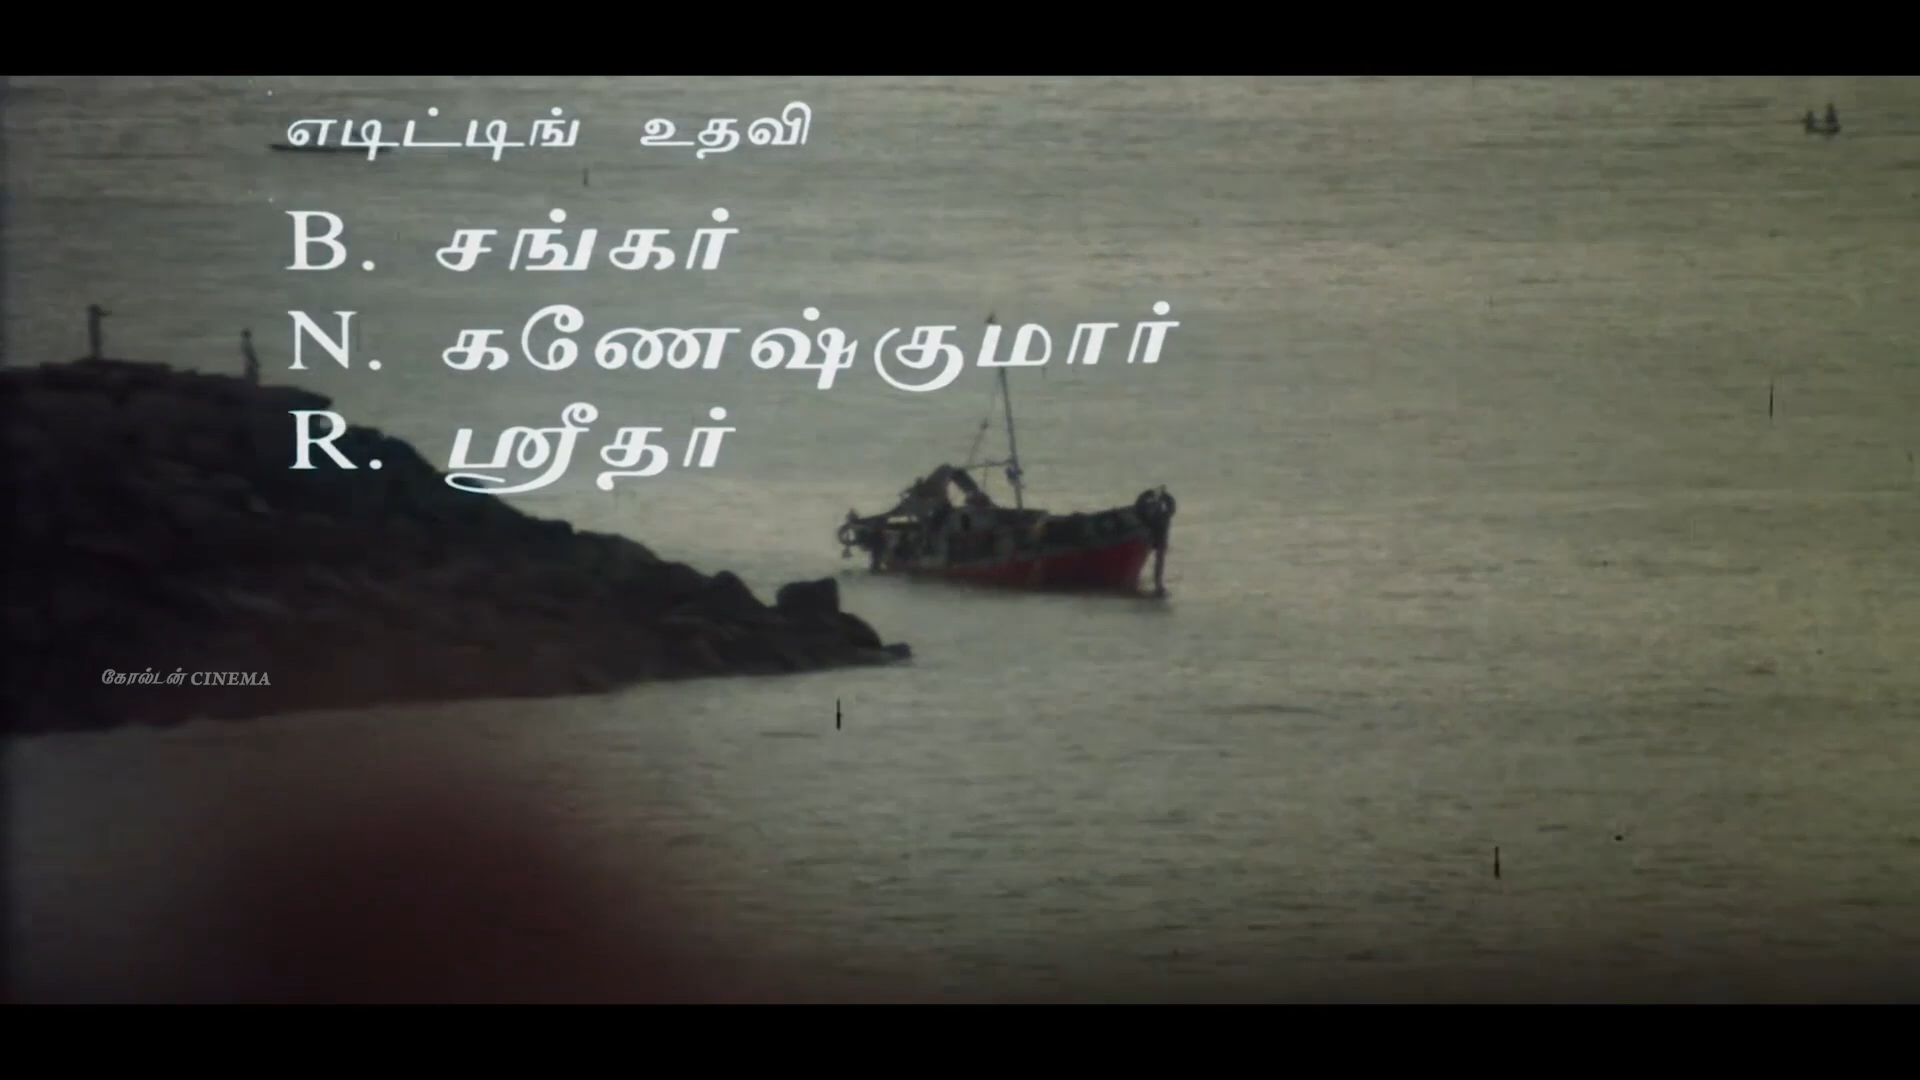 எடிட்டிங் உதவி
B. சங்கர்
N. கணேஷ்குமார்
R. ஸ்ரீதர்
கோல்டன் CINEMA